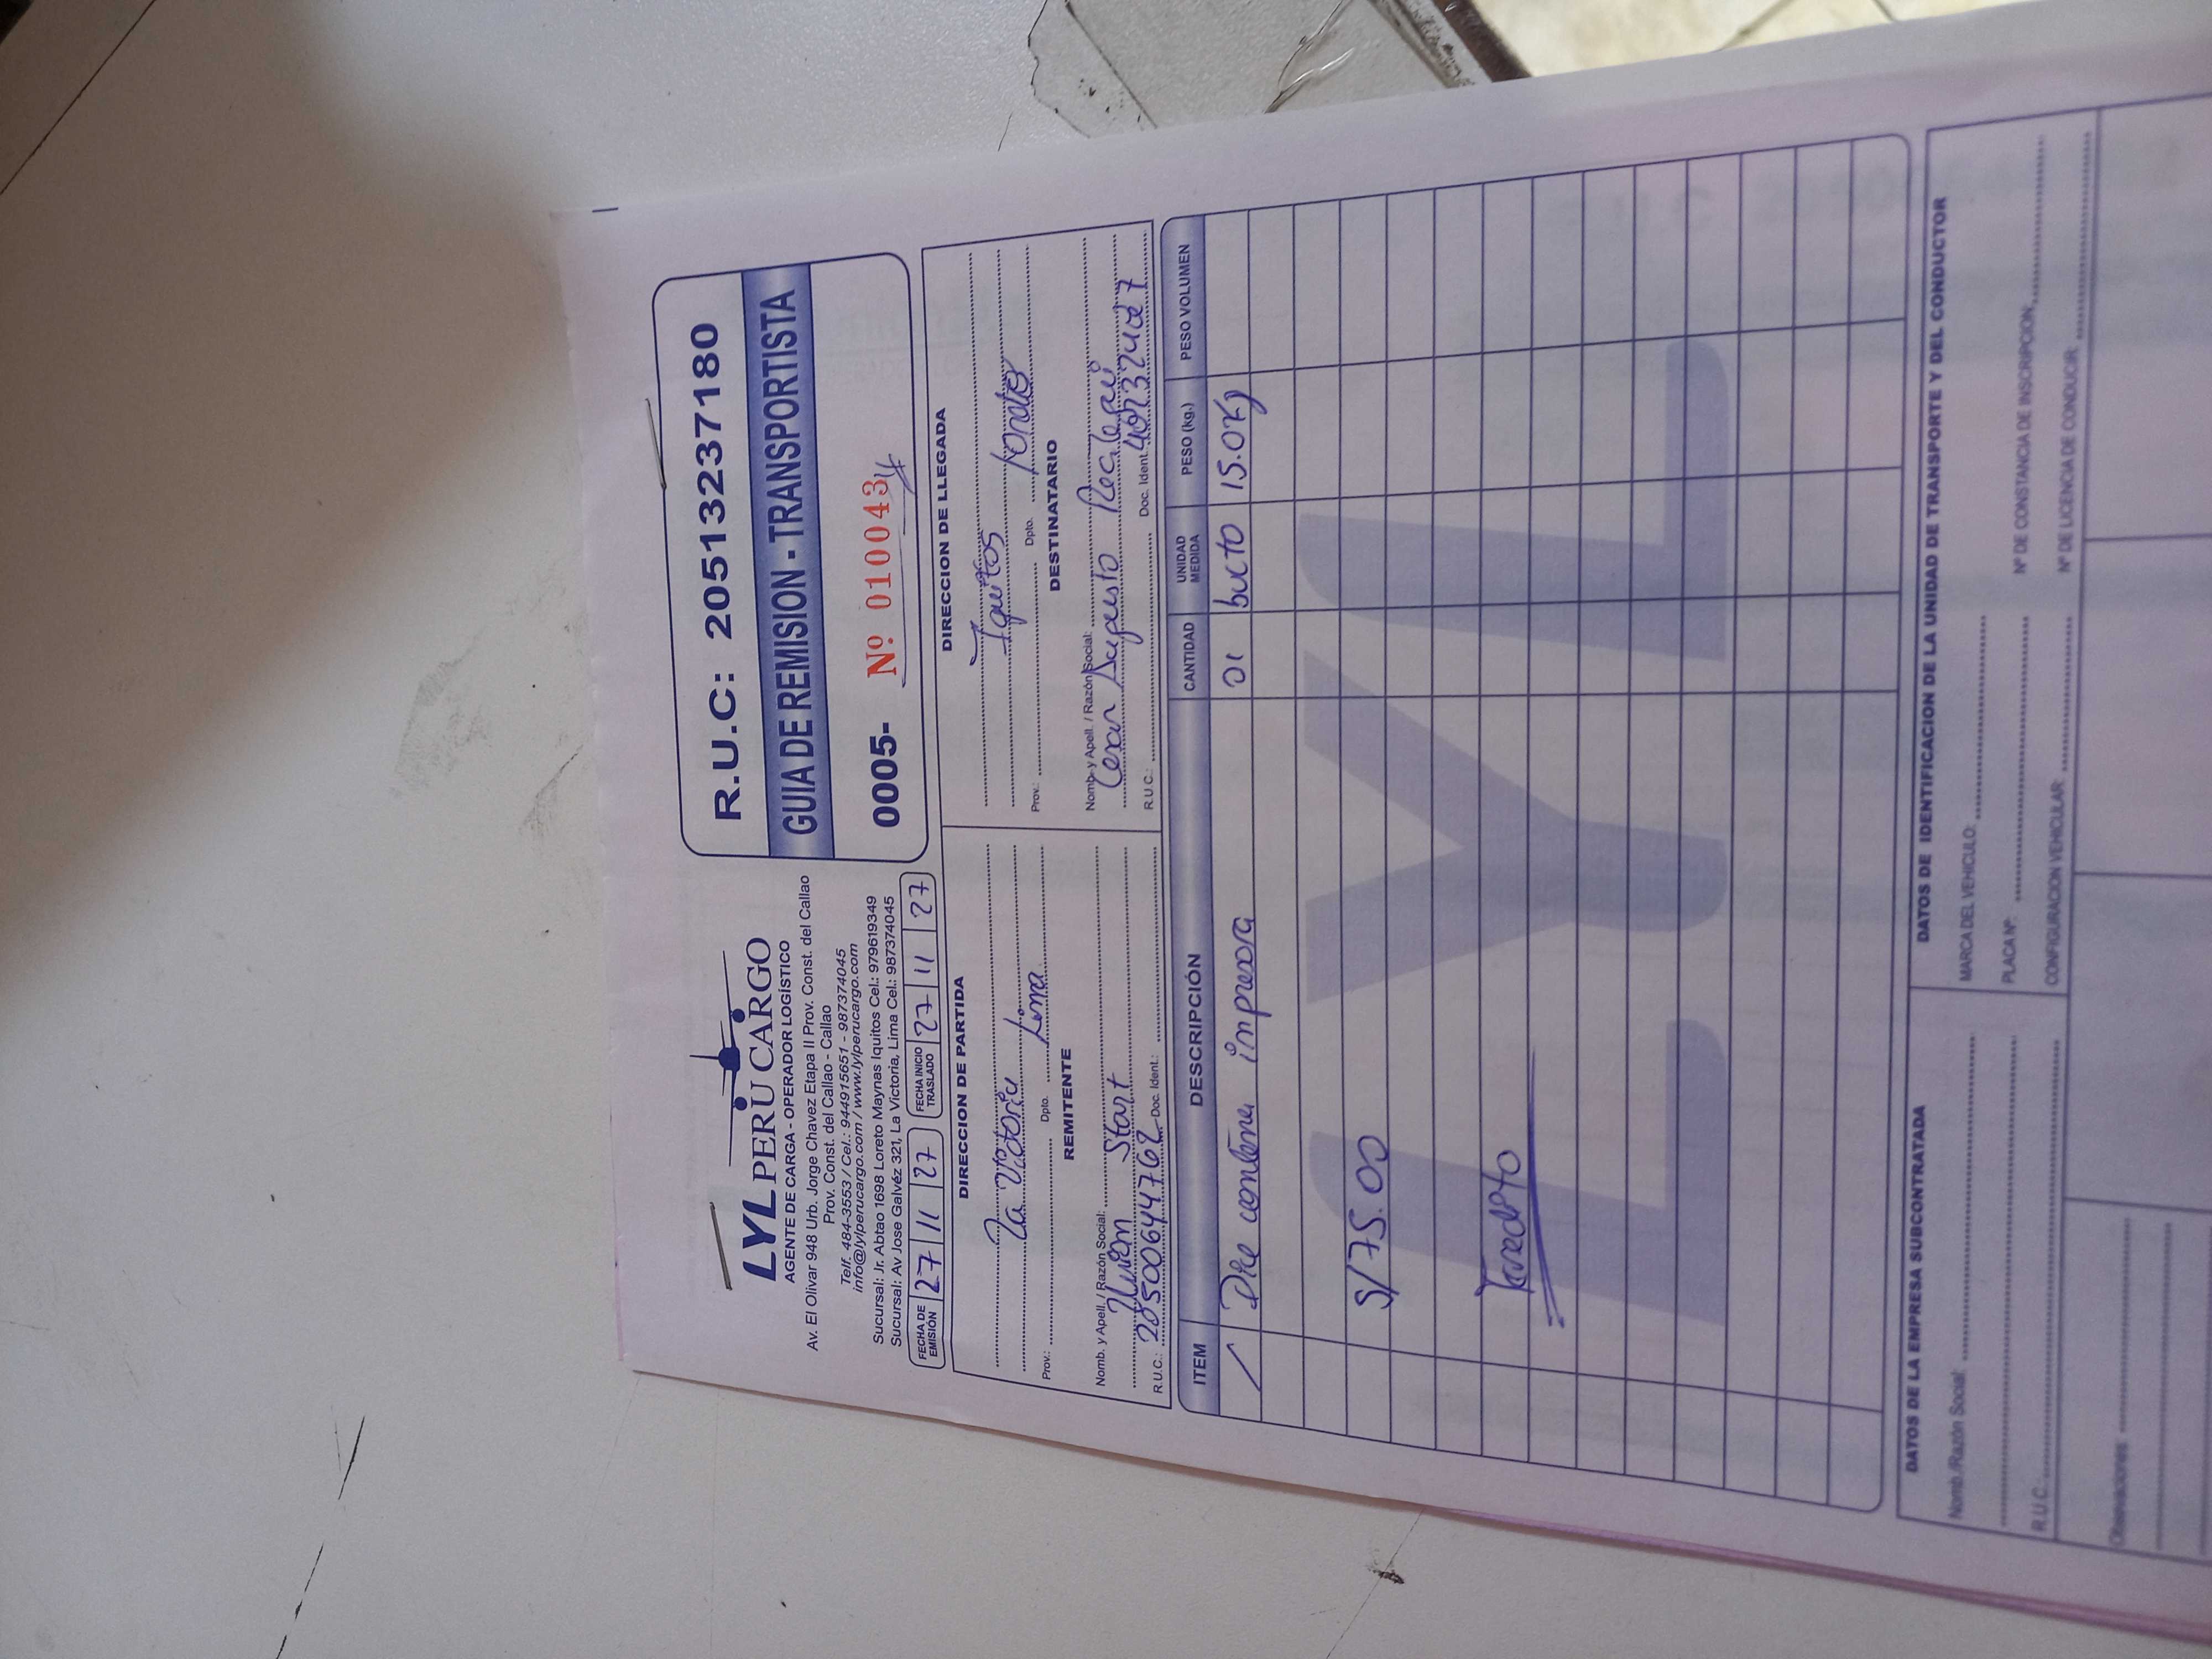 LYL PERU CARGO
AGENTE DE CARGA - OPERADOR LOGÍSTICO
Av. El Olivar 948 Urb. Jorge Chavez Etapa II Prov. Const. del Callao
Prov. Const. del Callao - Callao
Telf. 484-3553 / Cel.: 944915651 - 987374045
info@lylperucargo.com / www.lylperucargo.com
Sucursal: Jr. Abtao 1698 Loreto Maynas Iquitos Cel.: 979619349
Sucursal: Av Jose Galvéz 321, La Victoria, Lima Cel.: 987374045
R.U.C: 20513237180
GUIA DE REMISION - TRANSPORTISTA
0005- Nº 010043
FECHA DE EMISIÓN 27 11 27 FECHA INICIO TRASLADO 27 11 27
DIRECCION DE PARTIDA
La Victoria
Prov.: Dpto. Lima
REMITENTE
Nomb. y Apell. / Razón Social:
Start
R.U.C.: 20500644762 Doc. Ident.:
DIRECCION DE LLEGADA
Iquitos
Prov.: Dpto.
DESTINATARIO
Nomb. y Apell. / Razón Social:
Cesar Augusto
R.U.C.: Doc. Ident.
ITEM DESCRIPCIÓN CANTIDAD UNIDAD MEDIDA PESO (kg.) PESO VOLUMEN
impresora 01 bulto 15.0kg
S/75.00
LYL
DATOS DE LA EMPRESA SUBCONTRATADA
Nomb./Razón Social:
R.U.C.:
DATOS DE IDENTIFICACION DE LA UNIDAD DE TRANSPORTE Y DEL CONDUCTOR
MARCA DEL VEHICULO:
PLACA Nº: Nº DE CONSTANCIA DE INSCRIPCION:
CONFIGURACION VEHICULAR: Nº DE LICENCIA DE CONDUCIR:
Observaciones